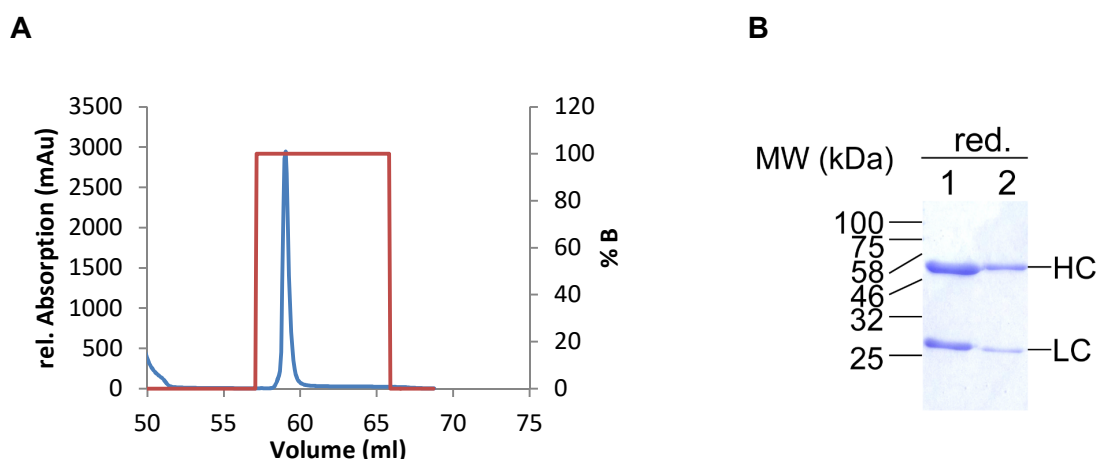 A
3500
3000
2500
2000
1500
1000
500
0
rel. Absorption (mAu)
120
100
80
60
40
20
0
% B
50 55 60 65 70 75
Volume (ml)
B
red.
MW (kDa) 1 2
100
75
58
46
32
25
HC
LC